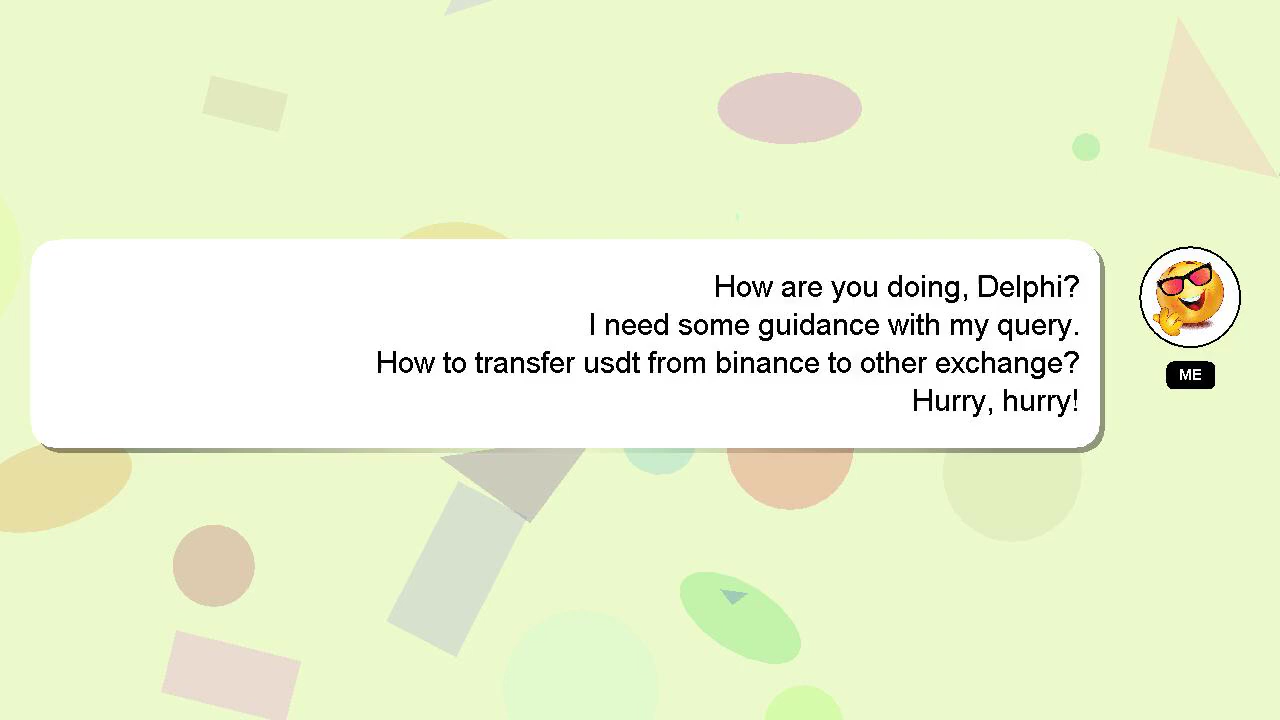 How are you doing, Delphi?
I need some guidance with my query.
How to transfer usdt from binance to other exchange?
Hurry, hurry!
ME